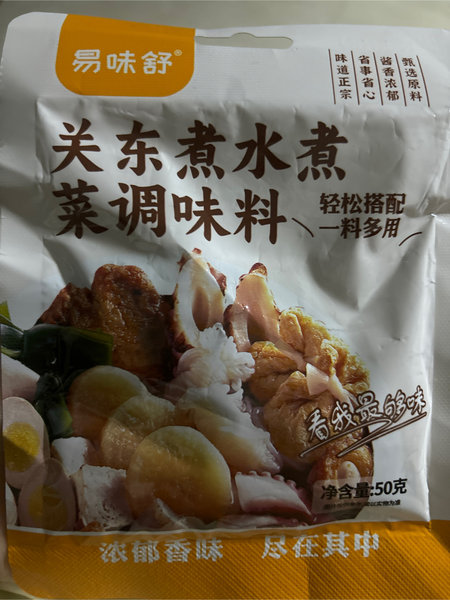 易味舒®
甄选原料
酱香浓郁
省事省心
味道正宗
关东煮水煮
菜调味料
轻松搭配
一料多用
看我最够味
净含量:50克
浓郁香味 尽在其中